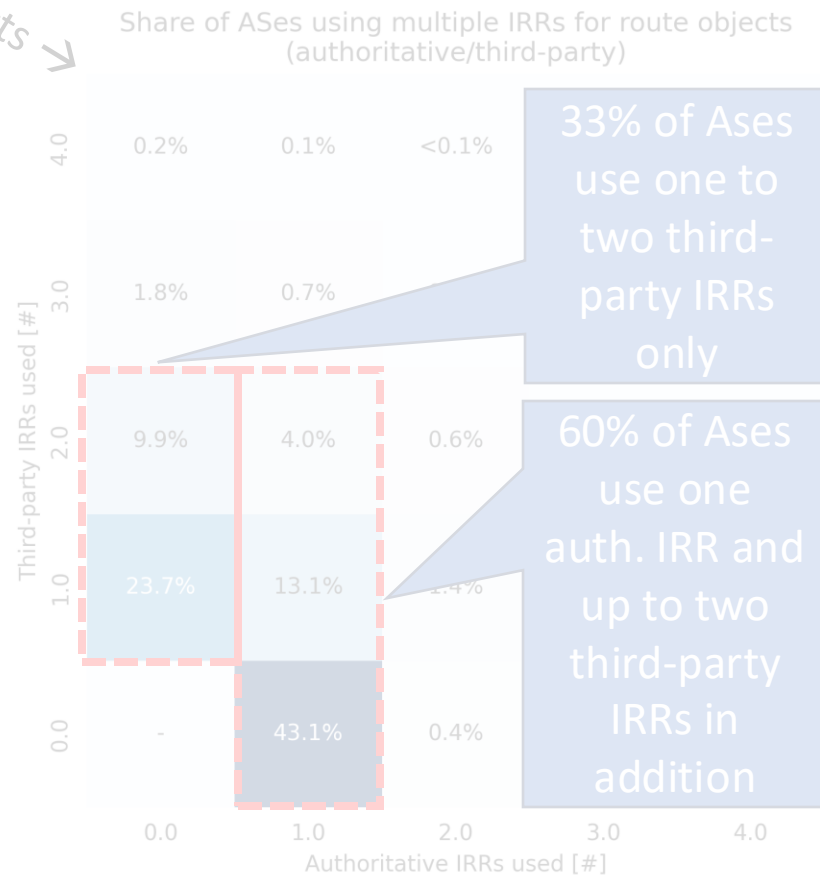 ts
Share of ASes using multiple IRRs for route objects
(authoritative/third-party)
33% of Ases
use one to
two third-
party IRRs
only
60% of Ases
use one
auth. IRR and
up to two
third-party
IRRs in
addition
Third-party IRRs used [#]
4.0
0.2%
0.1%
<0.1%
3.0
1.8%
0.7%
2.0
9.9%
4.0%
0.6%
1.0
23.7%
13.1%
1.4%
0.0
-
43.1%
0.4%
0.0
1.0
2.0
3.0
4.0
Authoritative IRRs used [#]